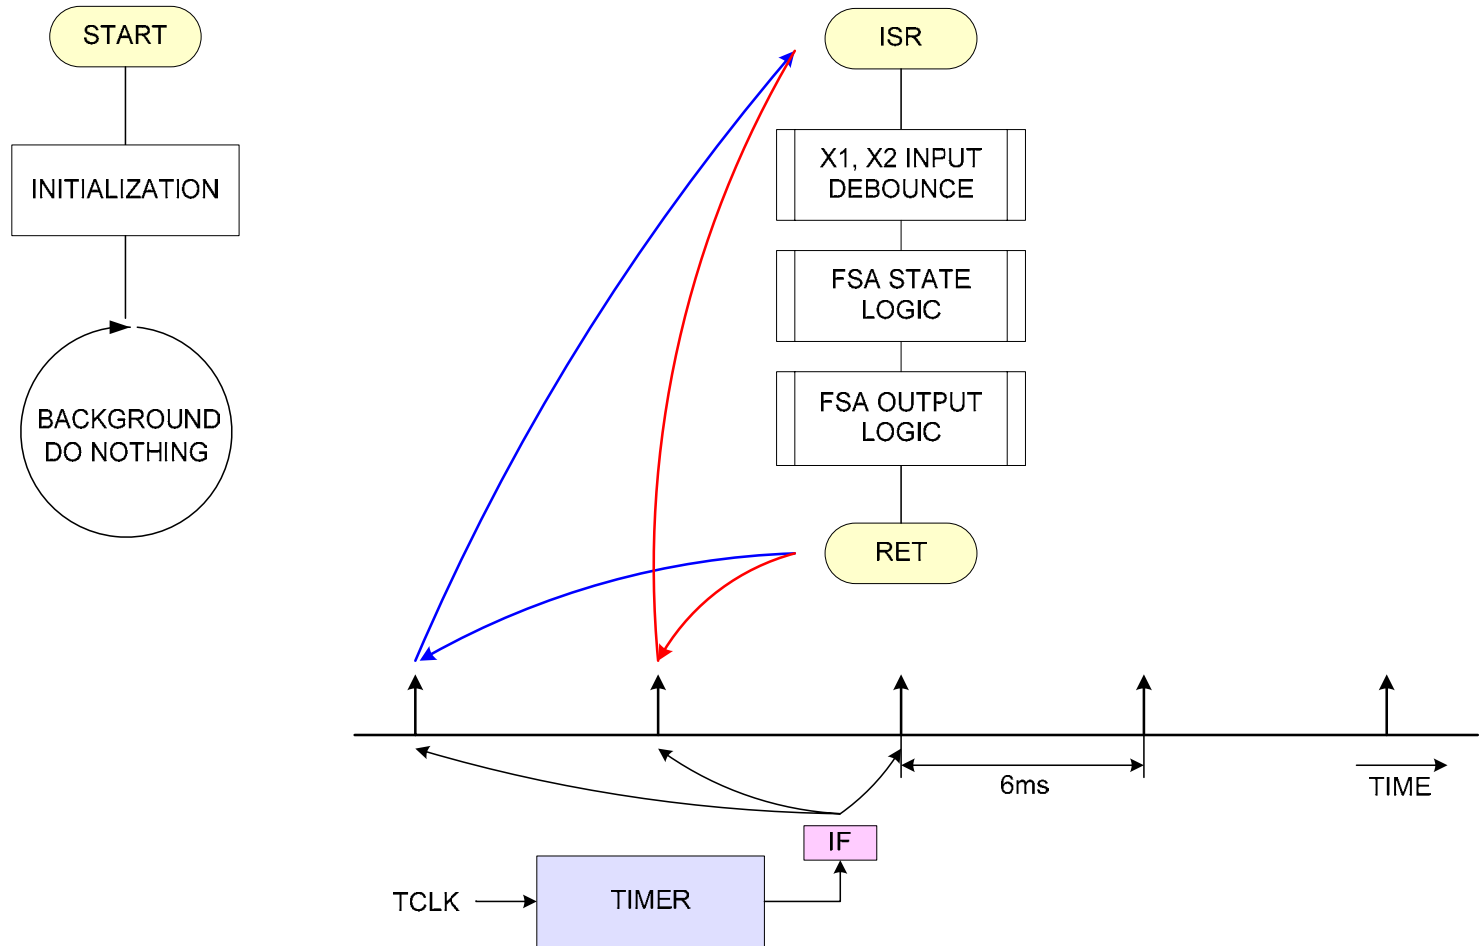 START
INITIALIZATION
BACKGROUND
DO NOTHING
ISR
X1, X2 INPUT
DEBOUNCE
FSA STATE
LOGIC
FSA OUTPUT
LOGIC
RET
6ms
TIME
IF
TCLK
TIMER